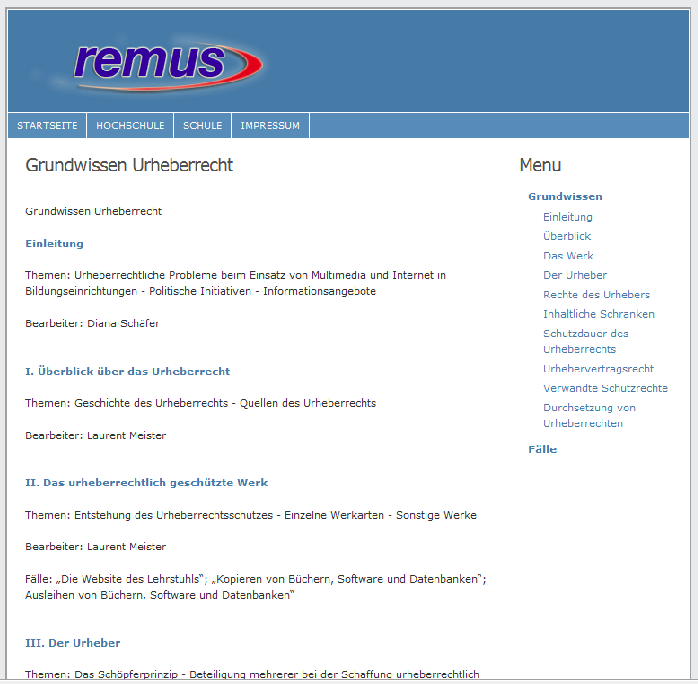 remus
STARTSEITE HOCHSCHULE SCHULE IMPRESSUM
Grundwissen Urheberrecht
Grundwissen Urheberrecht
Einleitung
Themen: Urheberrechtliche Probleme beim Einsatz von Multimedia und Internet in
Bildungseinrichtungen - Politische Initiativen - Informationsangebote
Bearbeiter: Diana Schäfer
I. Überblick über das Urheberrecht
Themen: Geschichte des Urheberrechts - Quellen des Urheberrechts
Bearbeiter: Laurent Meister
II. Das urheberrechtlich geschützte Werk
Themen: Entstehung des Urheberrechtsschutzes - Einzelne Werkarten - Sonstige Werke
Bearbeiter: Laurent Meister
Fälle: „Die Website des Lehrstuhls“; „Kopieren von Büchern, Software und Datenbanken“;
Ausleihen von Büchern, Software und Datenbanken“
III. Der Urheber
Themen: Das Schöpferprinzip - Beteiligung mehrerer bei der Schaffung urheberrechtlich
Menu
Grundwissen
Einleitung
Überblick
Das Werk
Der Urheber
Rechte des Urhebers
Inhaltliche Schranken
Schutzdauer des
Urheberrechts
Urhebervertragsrecht
Verwandte Schutzrechte
Durchsetzung von
Urheberrechten
Fälle